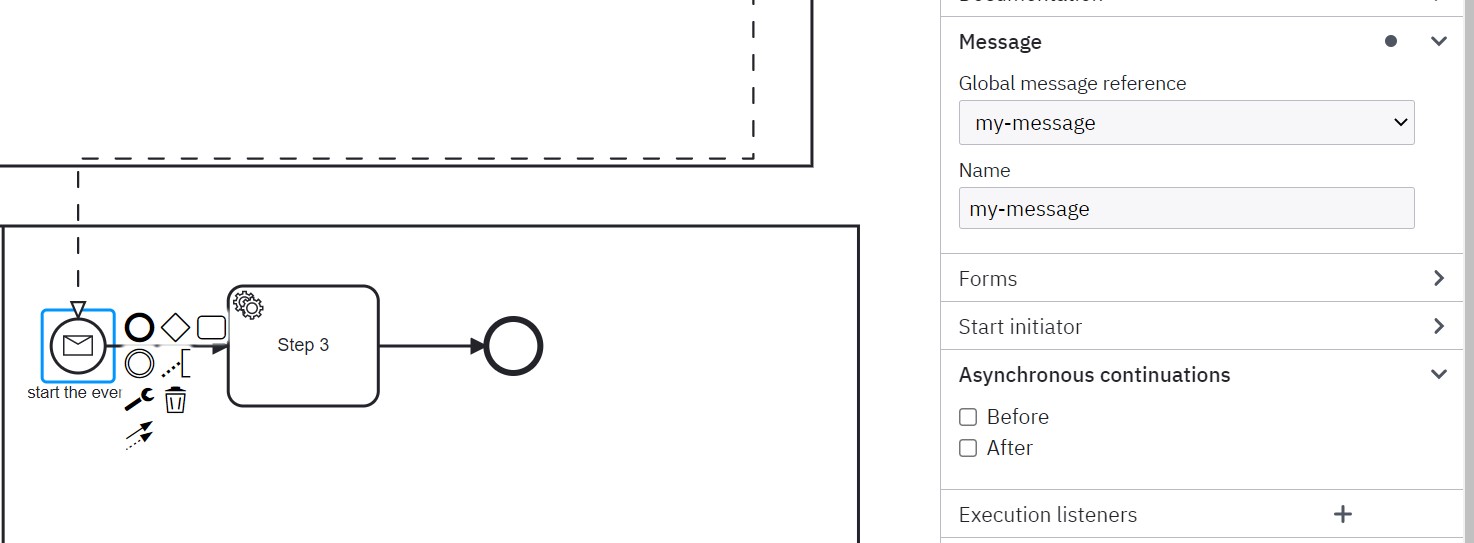 Message
Global message reference
my-message
Name
my-message
Forms
Start initiator
Asynchronous continuations
Before
After
Execution listeners
Step 3
start the